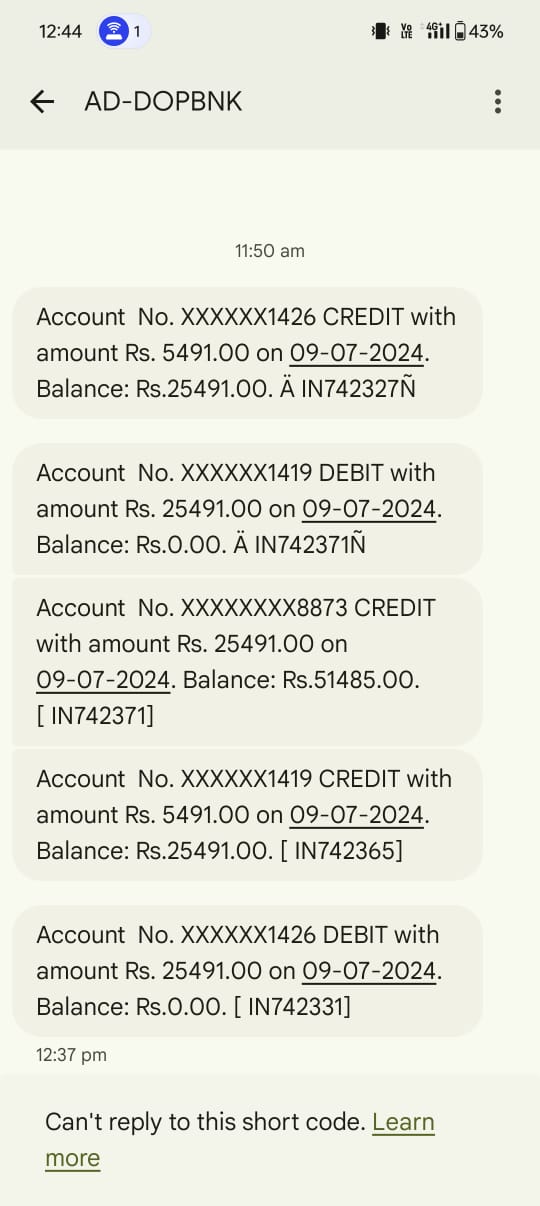 12:44 1 Vo LTE 4G+ 43%
AD-DOPBNK
11:50 am
Account  No. XXXXXX1426 CREDIT with
amount Rs. 5491.00 on 09-07-2024.
Balance: Rs.25491.00. Ä IN742327Ñ
Account  No. XXXXXX1419 DEBIT with
amount Rs. 25491.00 on 09-07-2024.
Balance: Rs.0.00. Ä IN742371Ñ
Account  No. XXXXXXXX8873 CREDIT
with amount Rs. 25491.00 on
09-07-2024. Balance: Rs.51485.00.
[ IN742371]
Account  No. XXXXXX1419 CREDIT with
amount Rs. 5491.00 on 09-07-2024.
Balance: Rs.25491.00. [ IN742365]
Account  No. XXXXXX1426 DEBIT with
amount Rs. 25491.00 on 09-07-2024.
Balance: Rs.0.00. [ IN742331]
12:37 pm
Can't reply to this short code. Learn
more